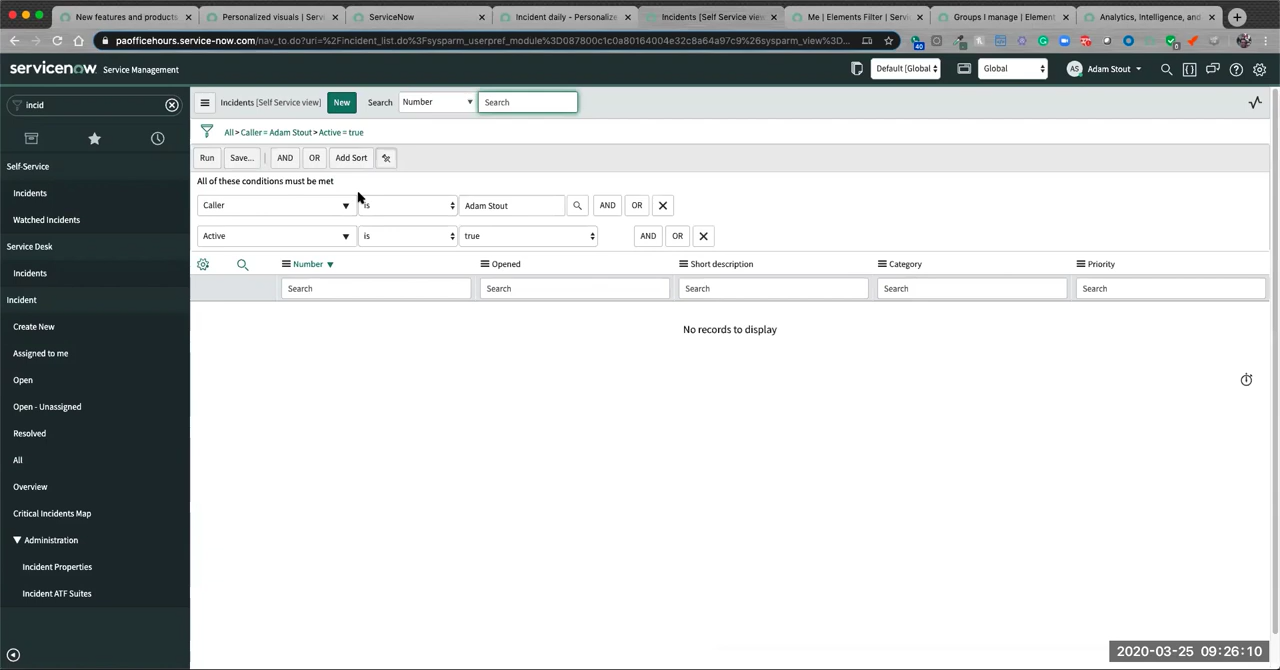 New features and products
Personalized visuals | Servic
ServiceNow
Incident daily - Personalize
Incidents [Self Service view
Me | Elements Filter | Service
Groups I manage | Element
Analytics, Intelligence, and
paofficehours.service-now.com/nav_to.do?uri=%2Fincident_list.do%3Fsysparm_userpref_module%3D087800c1c0a80164004e32c8a64a97c9%26sysparm_view%3D...
servicenow Service Management
Default [Global
Global
AS Adam Stout
incid
Incidents [Self Service view] New Search Number Search
All > Caller = Adam Stout > Active = true
Run Save... AND OR Add Sort
All of these conditions must be met
Caller is Adam Stout AND OR
Active is true AND OR
Number Opened Short description Category Priority
Search Search Search Search Search
No records to display
Self-Service
Incidents
Watched Incidents
Service Desk
Incidents
Incident
Create New
Assigned to me
Open
Open - Unassigned
Resolved
All
Overview
Critical Incidents Map
Administration
Incident Properties
Incident ATF Suites
2020-03-25 09:26:10